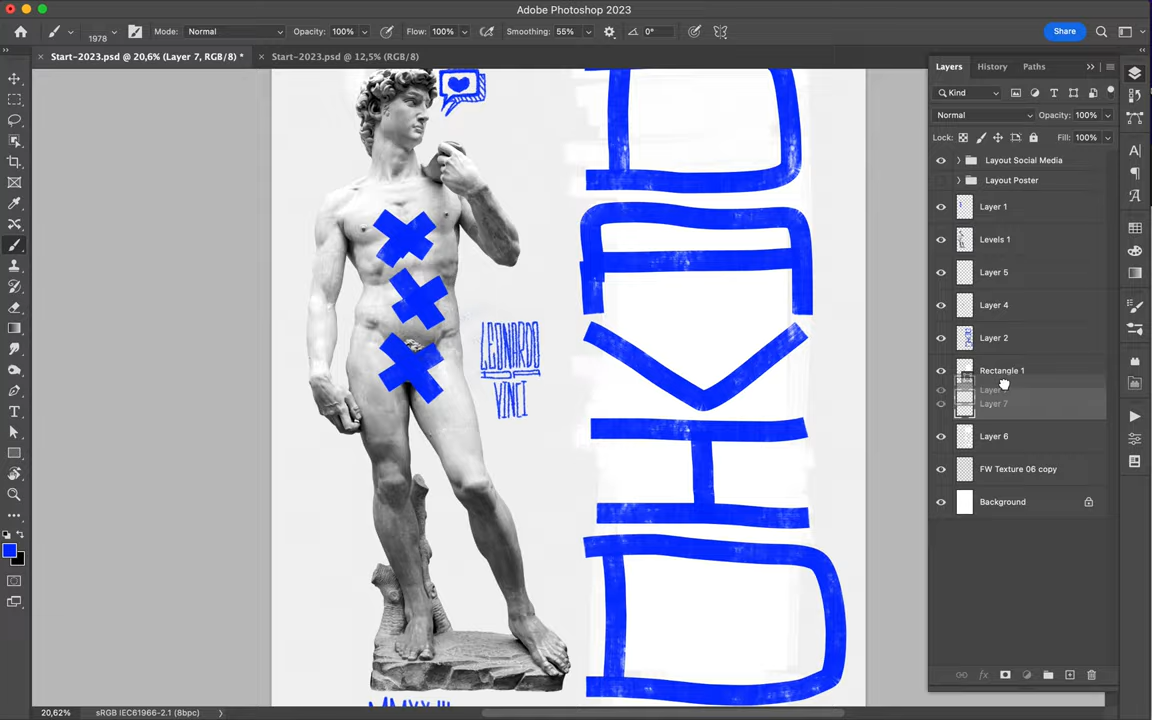 Adobe Photoshop 2023
1978
Mode: Normal
Opacity: 100%
Flow: 100%
Smoothing: 55%
0°
Share
Start-2023.psd @ 20,6% (Layer 7, RGB/8) *
Start-2023.psd @ 12,5% (RGB/8)
Layers
History
Paths
Kind
Normal
Opacity: 100%
Lock:
Fill: 100%
Layout Social Media
Layout Poster
Layer 1
Levels 1
Layer 5
Layer 4
Layer 2
Rectangle 1
Layer 7
Layer 6
FW Texture 06 copy
Background
LEONARDO
DA
VINCI
20,62%
sRGB IEC61966-2.1 (8bpc)